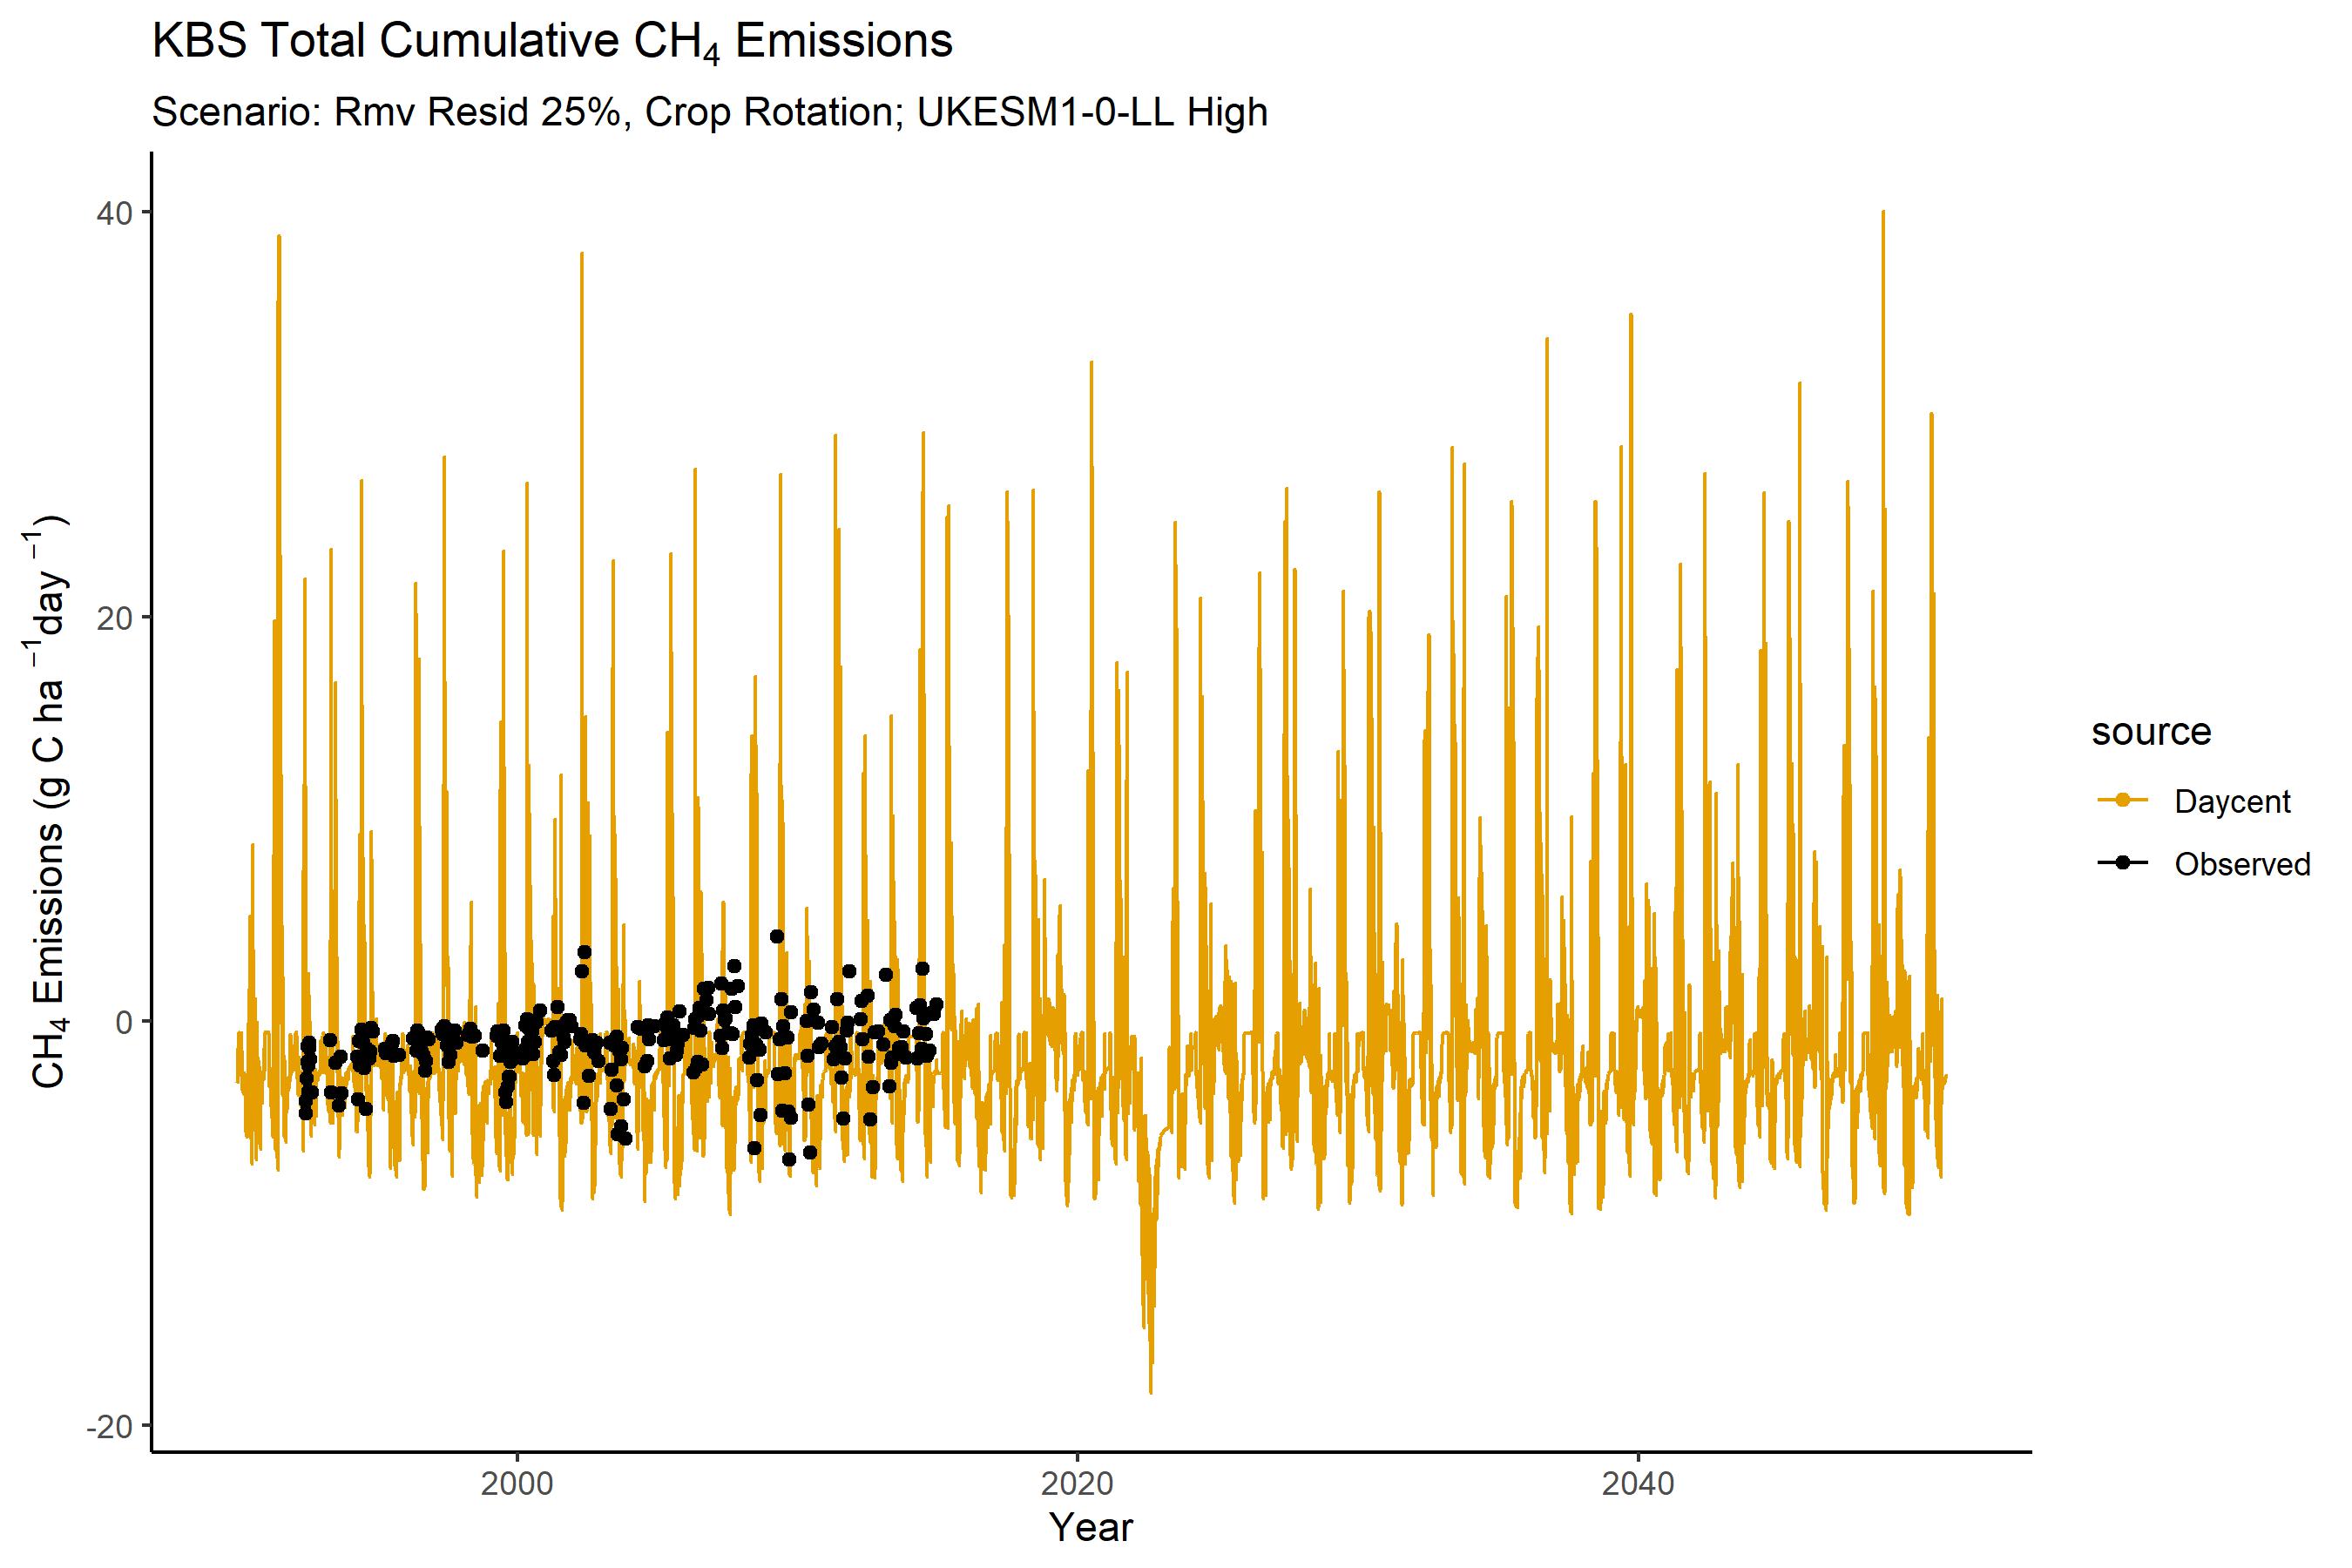 KBS Total Cumulative CH₄ Emissions
Scenario: Rmv Resid 25%, Crop Rotation; UKESM1-0-LL High
CH₄ Emissions (g C ha ⁻¹day ⁻¹)
40
20
0
-20
2000
2020
2040
Year
source
Daycent
Observed